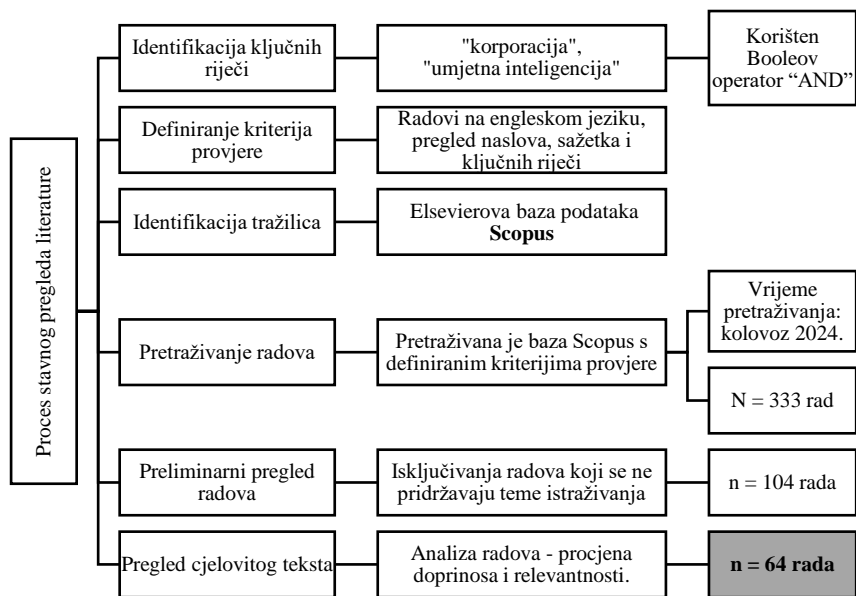 Proces stavnog pregleda literature
Identifikacija ključnih
riječi
"korporacija",
"umjetna inteligencija"
Korišten
Booleov
operator “AND”
Definiranje kriterija
provjere
Radovi na engleskom jeziku,
pregled naslova, sažetka i
ključnih riječi
Identifikacija tražilica
Elsevierova baza podataka
Scopus
Pretraživanje radova
Pretraživana je baza Scopus s
definiranim kriterijima provjere
Vrijeme
pretraživanja:
kolovoz 2024.
N = 333 rad
Preliminarni pregled
radova
Isključivanja radova koji se ne
pridržavaju teme istraživanja
n = 104 rada
Pregled cjelovitog teksta
Analiza radova - procjena
doprinosa i relevantnosti.
n = 64 rada